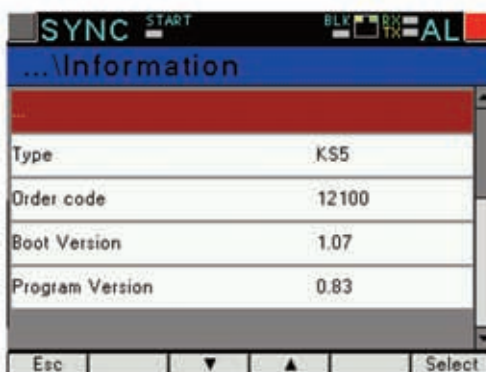 SYNC START BLK RX TX AL
...\Information
...
Type KS5
Order code 12100
Boot Version 1.07
Program Version 0.83
Esc ▼ ▲ Select